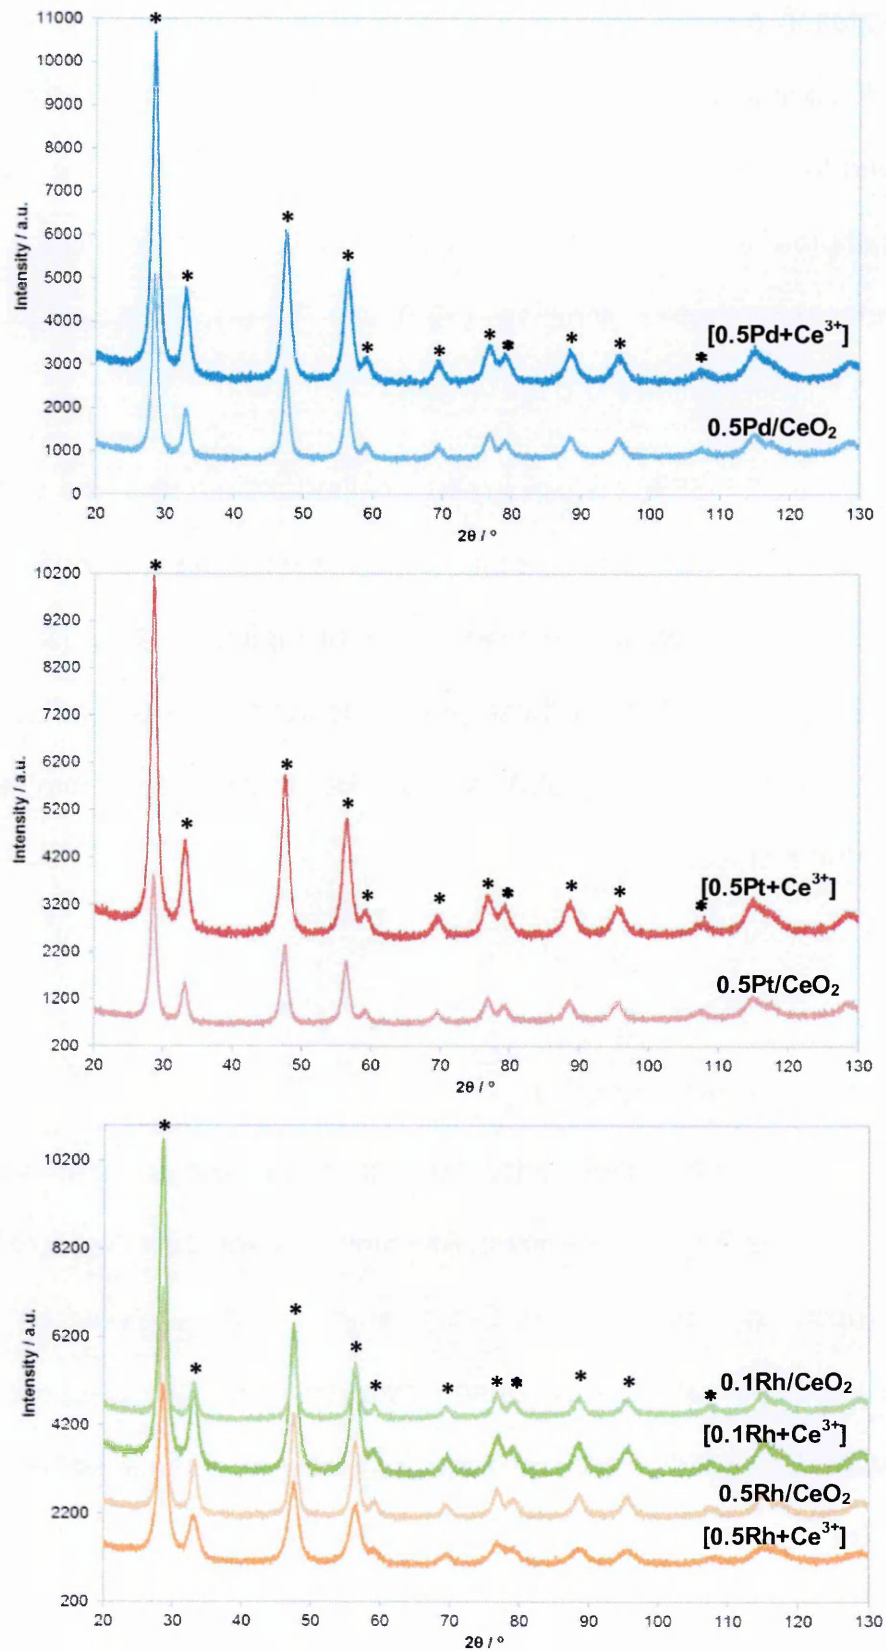 11000
10000
9000
8000
7000
6000
5000
4000
3000
2000
1000
0
Intensity / a.u.
* * * * * * * * * * * *
[0.5Pd+Ce³⁺]
0.5Pd/CeO₂
20 30 40 50 60 70 80 90 100 110 120 130
2θ / °
10200
9200
8200
7200
6200
5200
4200
3200
2200
1200
200
Intensity / a.u.
* * * * * * * * * * * *
[0.5Pt+Ce³⁺]
0.5Pt/CeO₂
20 30 40 50 60 70 80 90 100 110 120 130
2θ / °
10200
8200
6200
4200
2200
200
Intensity / a.u.
* * * * * * * * * * * *
0.1Rh/CeO₂
[0.1Rh+Ce³⁺]
0.5Rh/CeO₂
[0.5Rh+Ce³⁺]
20 30 40 50 60 70 80 90 100 110 120 130
2θ / °